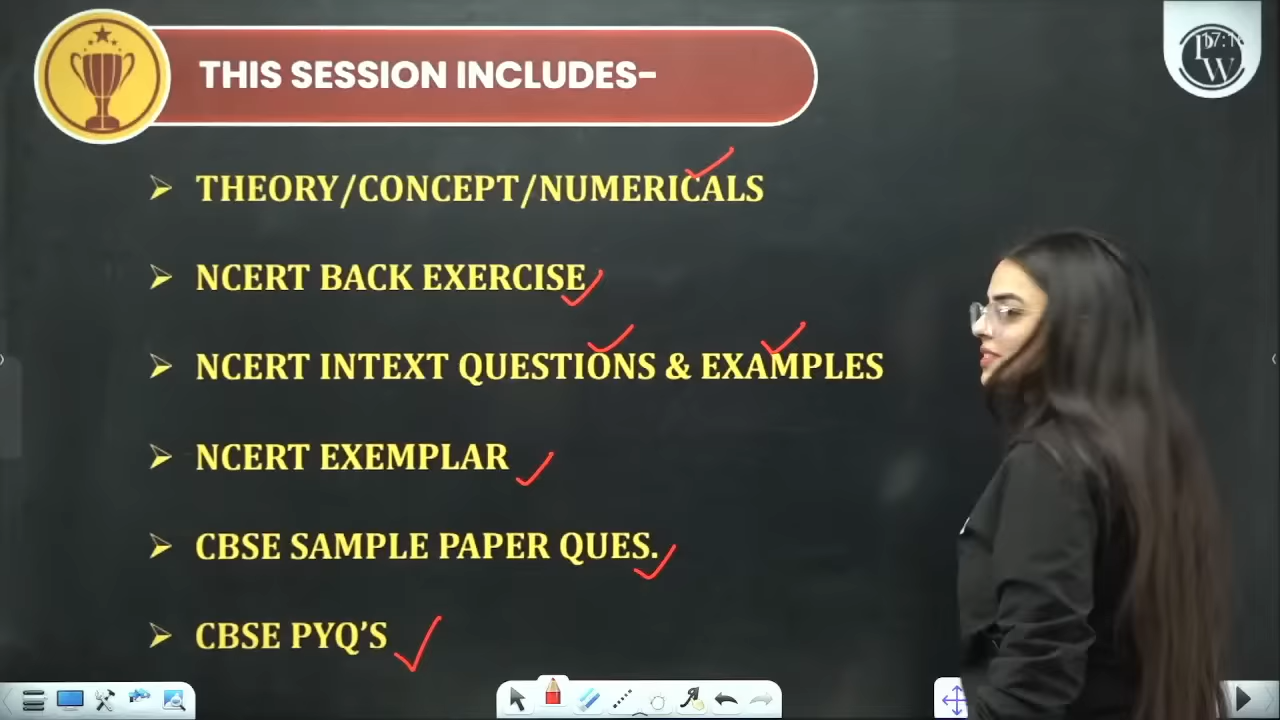 THIS SESSION INCLUDES-
THEORY/CONCEPT/NUMERICALS
NCERT BACK EXERCISE
NCERT INTEXT QUESTIONS & EXAMPLES
NCERT EXEMPLAR
CBSE SAMPLE PAPER QUES.
CBSE PYQ'S